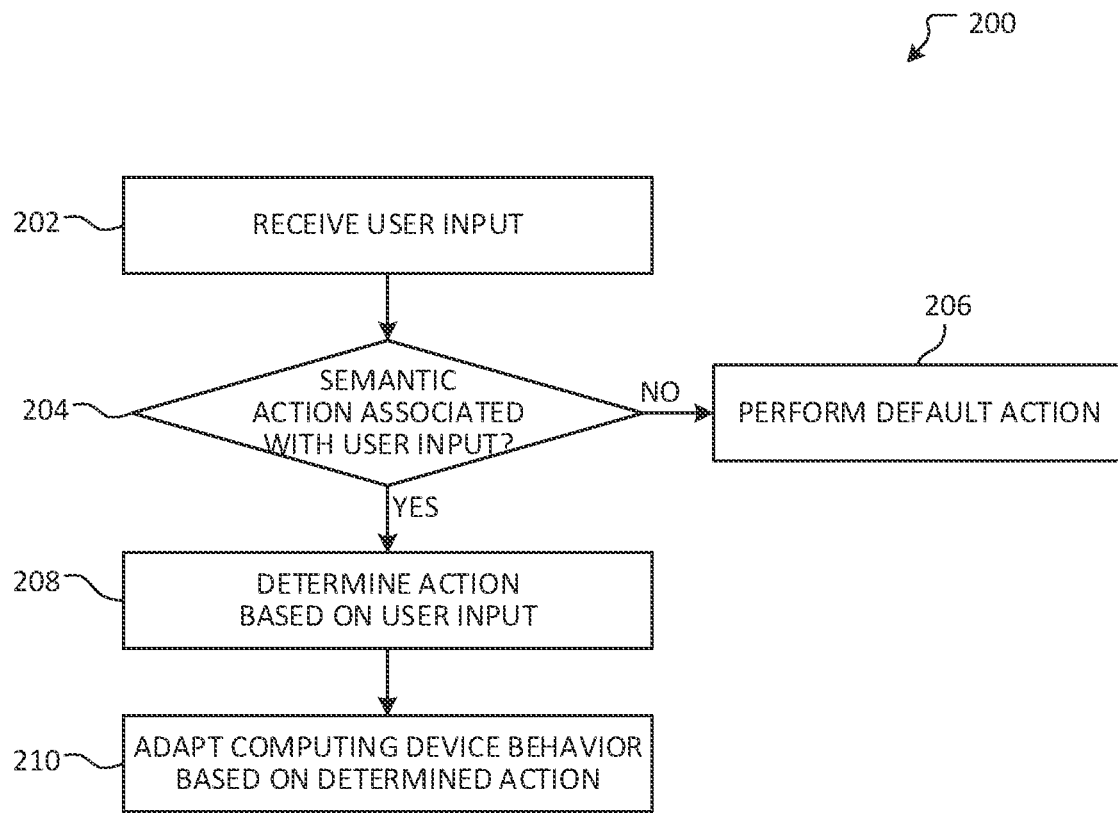 200
202
RECEIVE USER INPUT
206
204
SEMANTIC
ACTION ASSOCIATED
WITH USER INPUT?
NO
PERFORM DEFAULT ACTION
YES
208
DETERMINE ACTION
BASED ON USER INPUT
210
ADAPT COMPUTING DEVICE BEHAVIOR
BASED ON DETERMINED ACTION